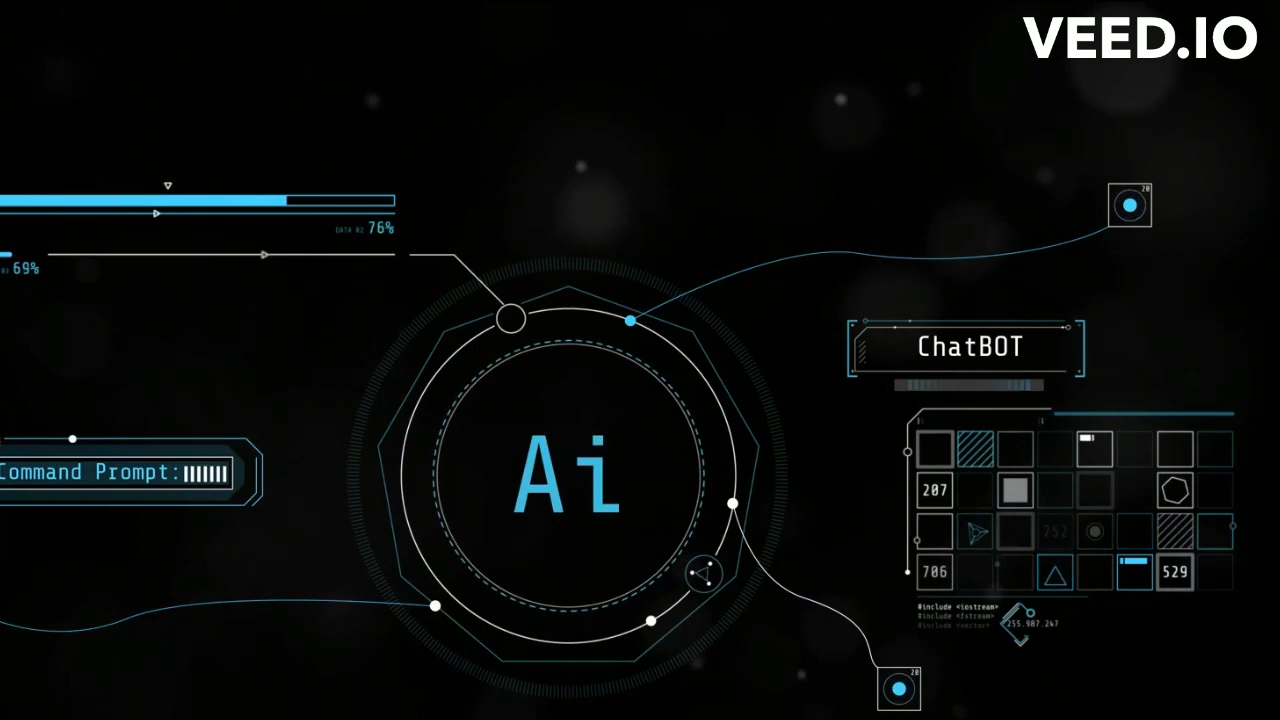 VEED.IO
20
DATA 02 76%
69%
ChatBOT
Command Prompt:
Ai
207
752
706
529
#include <iostream>
#include <fstream>
#include <vector>
255.987.247
20